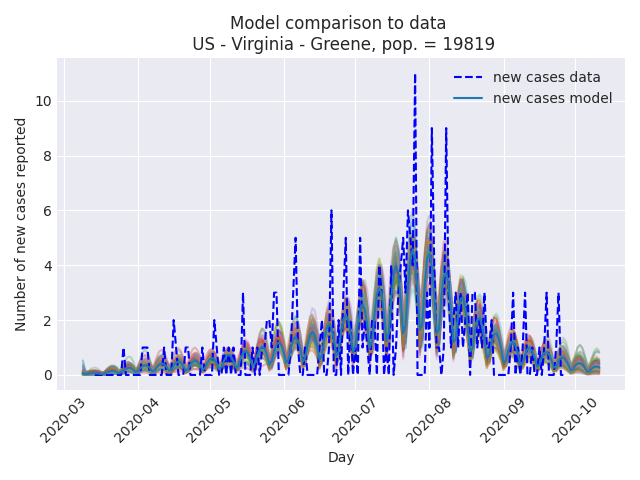 Model comparison to data
US - Virginia - Greene, pop. = 19819
new cases data
new cases model
Number of new cases reported
10
8
6
4
2
0
2020-03
2020-04
2020-05
2020-06
2020-07
2020-08
2020-09
2020-10
Day